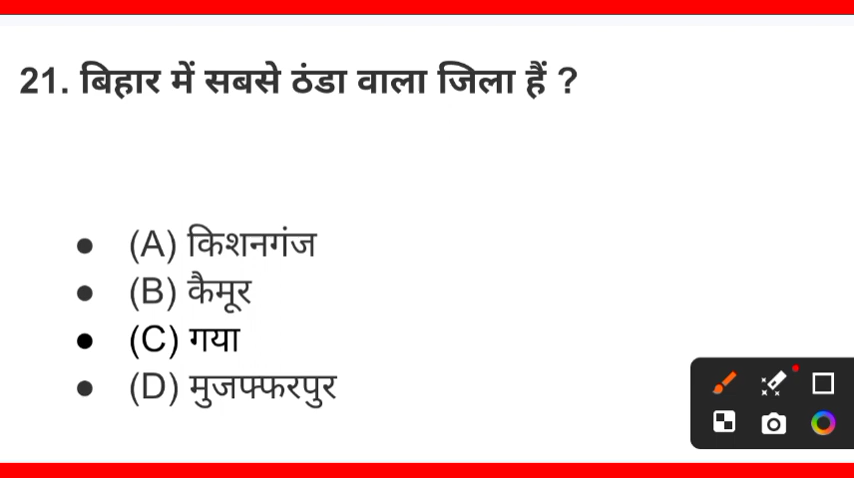 21. बिहार में सबसे ठंडा वाला जिला हैं ?
(A) किशनगंज
(B) कैमूर
(C) गया
(D) मुजफ्फरपुर